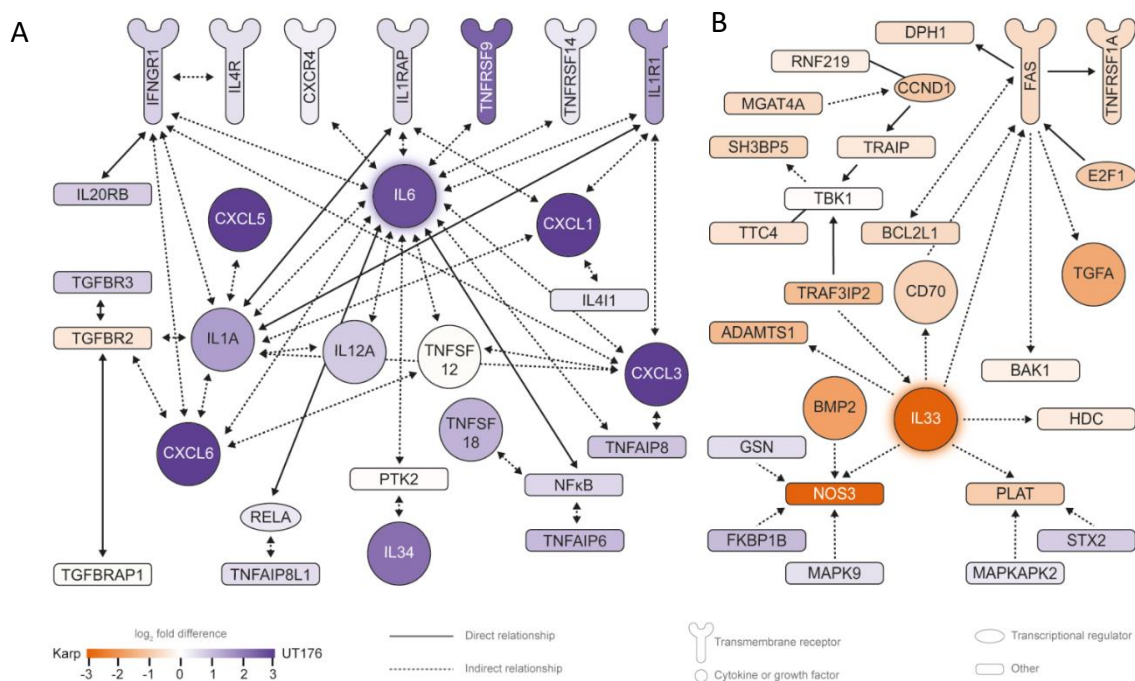 A
IFNGR1
IL4R
CXCR4
IL1RAP
TNFRSF9
TNFRSF14
IL1R1
IL20RB
CXCL5
IL6
CXCL1
TGFBR3
IL4I1
TGFBR2
IL1A
IL12A
TNFSF
12
CXCL3
CXCL6
TNFSF
18
TNFAIP8
PTK2
NFκB
RELA
IL34
TNFAIP6
TGFBRAP1
TNFAIP8L1
B
DPH1
FAS
TNFRSF1A
RNF219
CCND1
MGAT4A
SH3BP5
TRAIP
E2F1
TBK1
TTC4
BCL2L1
TGFA
TRAF3IP2
CD70
ADAMTS1
BAK1
BMP2
IL33
HDC
GSN
NOS3
PLAT
FKBP1B
STX2
MAPK9
MAPKAPK2
log2 fold difference
Karp
UT176
-3 -2 -1 0 1 2 3
Direct relationship
Indirect relationship
Transmembrane receptor
Cytokine or growth factor
Transcriptional regulator
Other